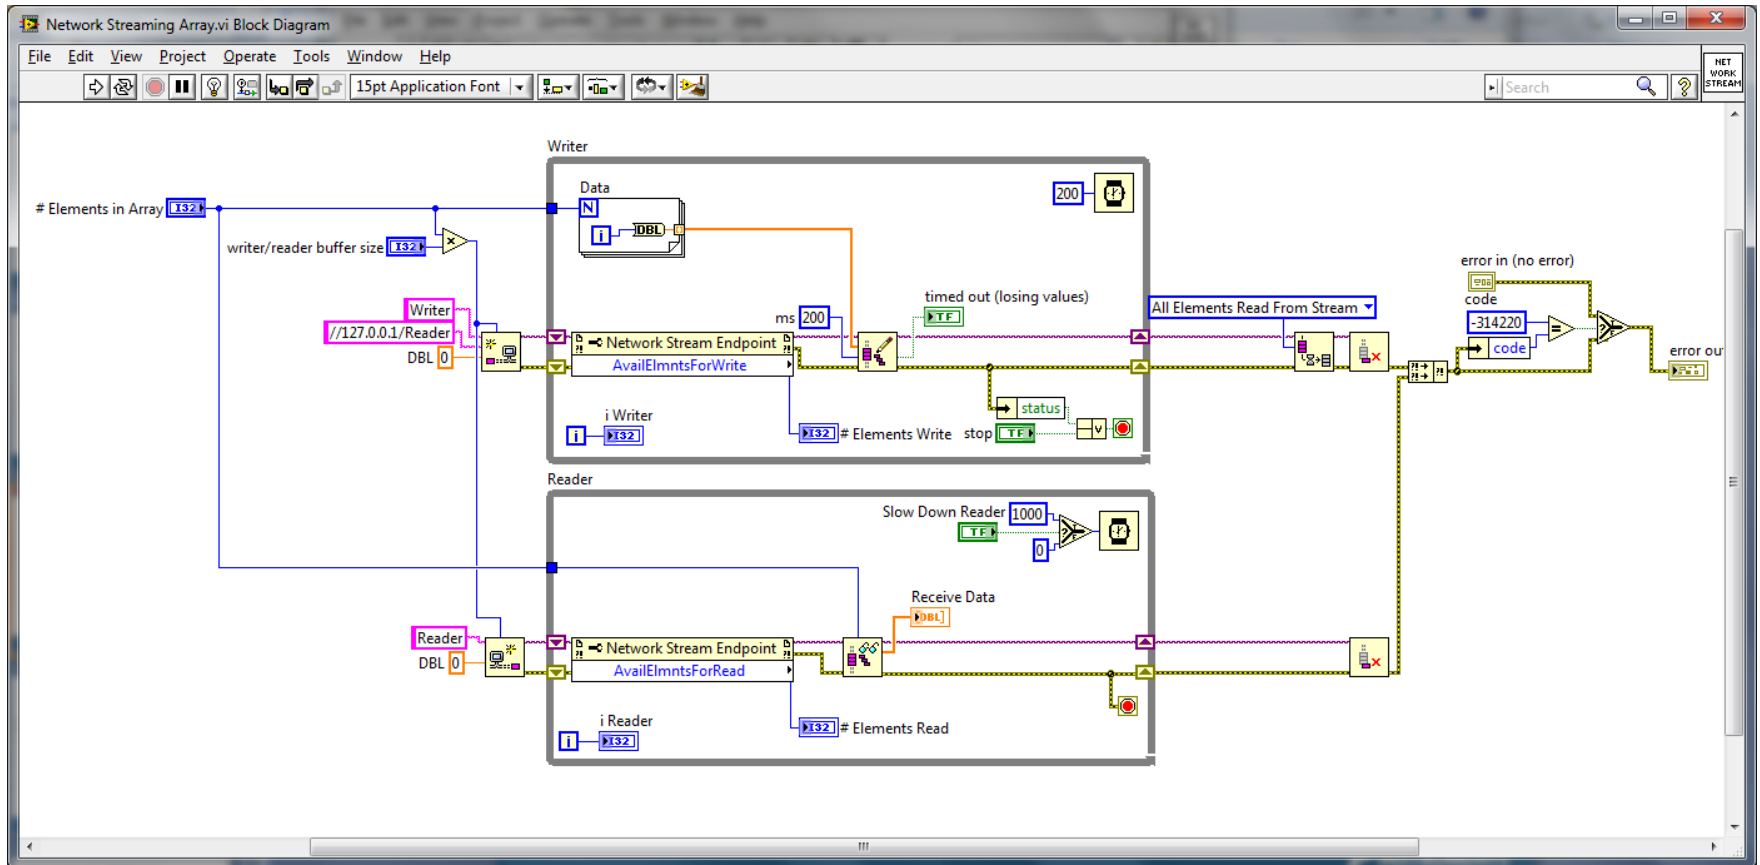 Network Streaming Array.vi Block Diagram
File Edit View Project Operate Tools Window Help
NET
WORK
STREAM
15pt Application Font
Search
Writer
Data
200
# Elements in Array
I32
N
i
DBL
writer/reader buffer size
I32
x
error in (no error)
code
-314220
=
code
?
error ou
Writer
//127.0.0.1/Reader
DBL 0
timed out (losing values)
TF
ms 200
All Elements Read From Stream
Network Stream Endpoint
AvailElmntsForWrite
status
i Writer
i
I32
I32
# Elements Write
stop
TF
v
Reader
Slow Down Reader
1000
TF
?
0
Receive Data
DBL]
Reader
DBL 0
Network Stream Endpoint
AvailElmntsForRead
i Reader
i
I32
I32
# Elements Read